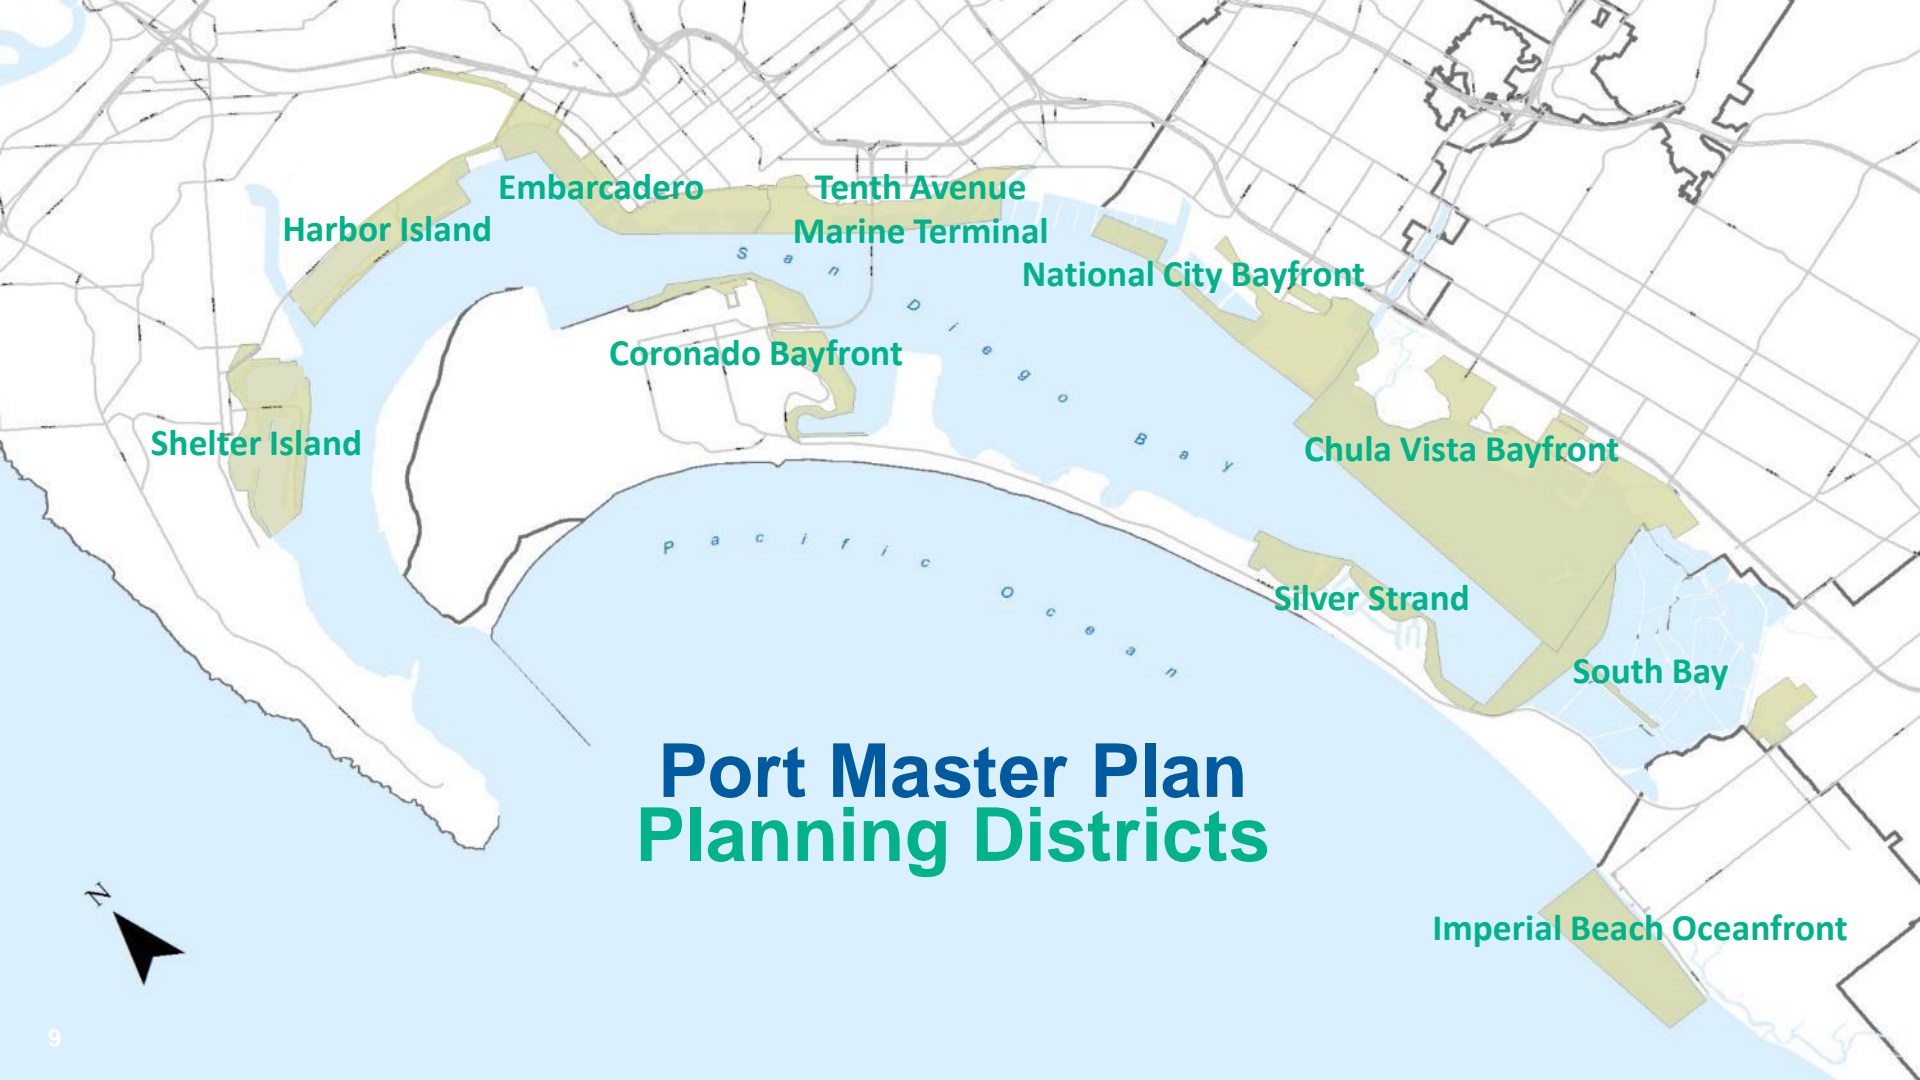 Embarcadero
Tenth Avenue
Marine Terminal
Harbor Island
San Diego Bay
National City Bayfront
Coronado Bayfront
Shelter Island
Chula Vista Bayfront
Pacific Ocean
Silver Strand
South Bay
Port Master Plan
Planning Districts
N
Imperial Beach Oceanfront
9